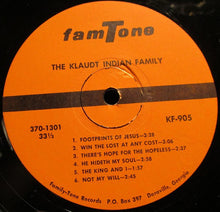 famTone
THE KLAUDT INDIAN FAMILY
370-1301
33⅓
KF-905
1. FOOTPRINTS OF JESUS—2:28
2. WIN THE LOST AT ANY COST—3:06
3. THERE'S HOPE FOR THE HOPELESS—2:37
4. HE HIDETH MY SOUL—2:58
5. THE KING AND I—1:57
6. NOT MY WILL—3:45
Family-Tone Records P.O. Box 397 Doraville, Georgia